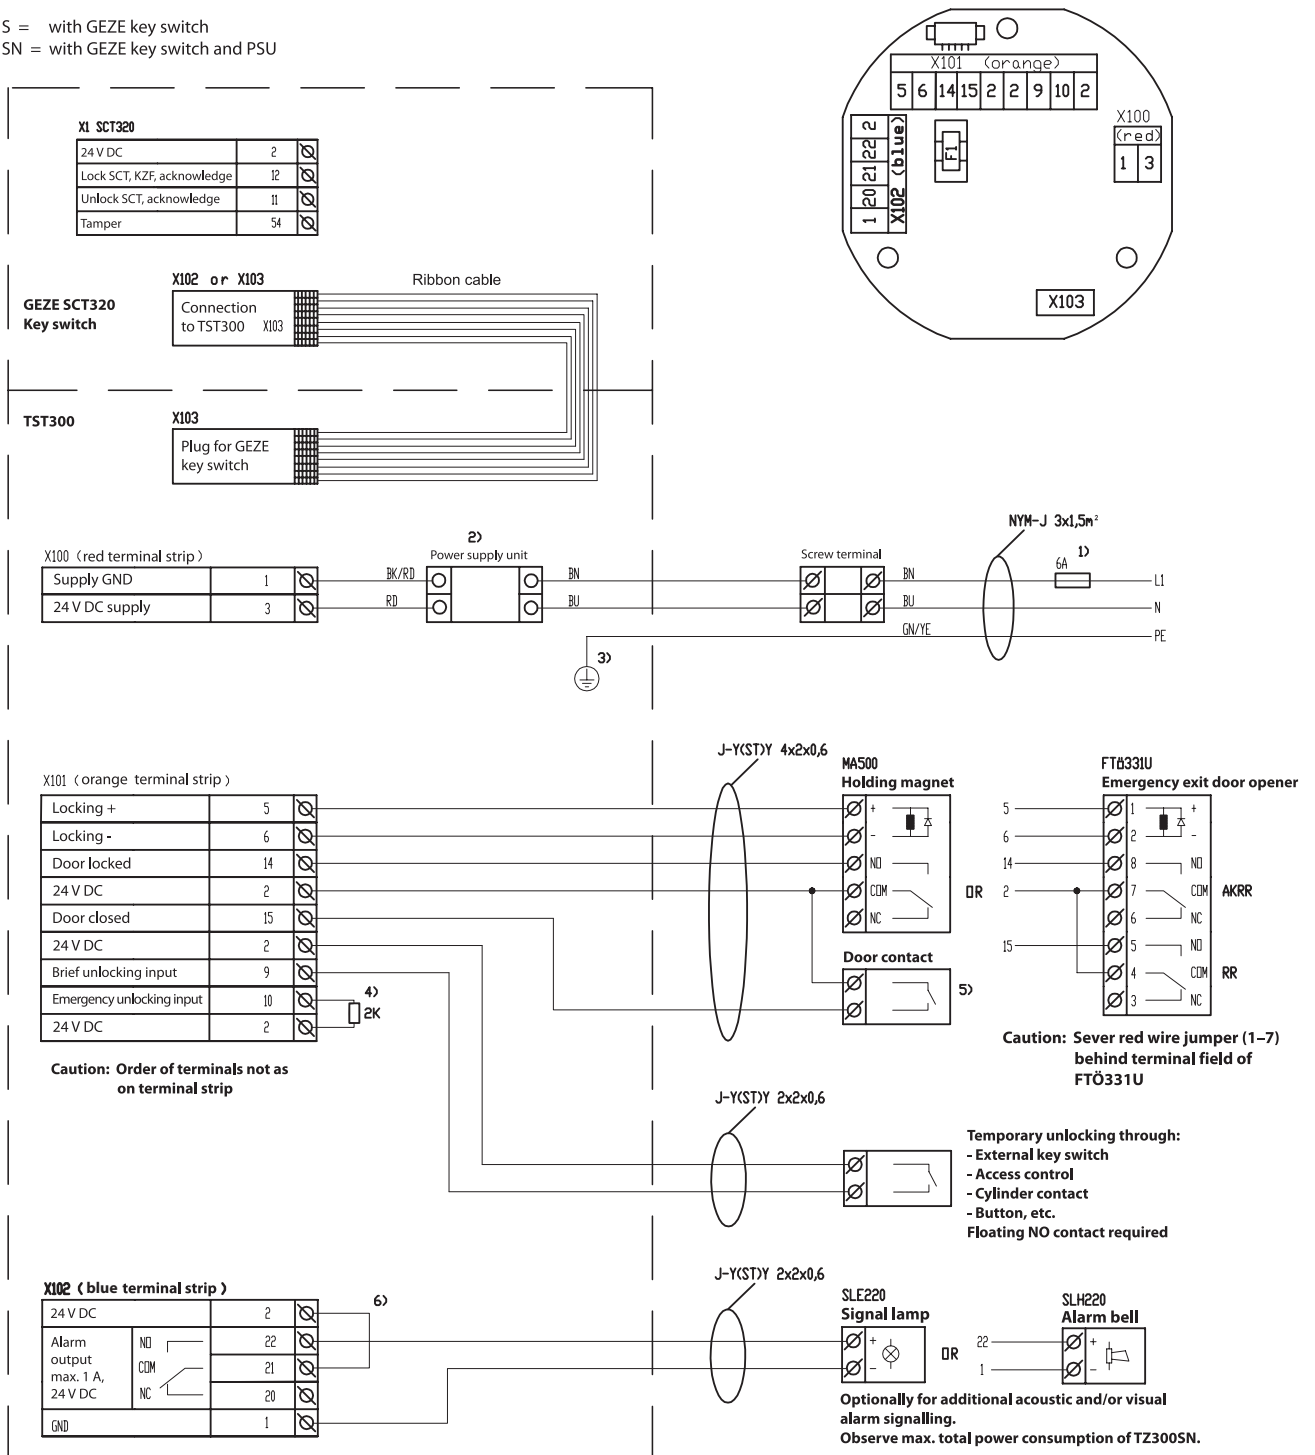 S = with GEZE key switch
SN = with GEZE key switch and PSU
X101 (orange)
5 6 14 15 2 2 9 10 2
X100
(red)
1 3
X102 (blue)
1 20 21 22 2
F1
X103
X1 SCT320
24 V DC 2
Lock SCT, KZF, acknowledge 12
Unlock SCT, acknowledge 11
Tamper 54
GEZE SCT320
Key switch
X102 or X103
Connection
to TST300 X103
Ribbon cable
TST300
X103
Plug for GEZE
key switch
X100 (red terminal strip)
Supply GND 1
24 V DC supply 3
BK/RD
RD
2)
Power supply unit
BN
BU
Screw terminal
BN
BU
GN/YE
NYM-J 3x1,5m²
1)
6A
L1
N
PE
3)
X101 (orange terminal strip)
Locking + 5
Locking - 6
Door locked 14
24 V DC 2
Door closed 15
24 V DC 2
Brief unlocking input 9
Emergency unlocking input 10
24 V DC 2
4)
2K
Caution: Order of terminals not as
on terminal strip
J-Y(ST)Y 4x2x0,6
MA500
Holding magnet
+
-
NO
COM
NC
OR
Door contact
5)
FTÖ331U
Emergency exit door opener
5 1 +
6 2 -
14 8 NO
2 7 COM AKRR
6 NC
15 5 NO
4 COM RR
3 NC
Caution: Sever red wire jumper (1–7)
behind terminal field of
FTÖ331U
J-Y(ST)Y 2x2x0,6
Temporary unlocking through:
- External key switch
- Access control
- Cylinder contact
- Button, etc.
Floating NO contact required
X102 (blue terminal strip)
24 V DC 2
Alarm
output
max. 1 A,
24 V DC
NO 22
COM 21
NC 20
GND 1
6)
J-Y(ST)Y 2x2x0,6
SLE220
Signal lamp
+
-
OR
SLH220
Alarm bell
22 +
1 -
Optionally for additional acoustic and/or visual
alarm signalling.
Observe max. total power consumption of TZ300SN.